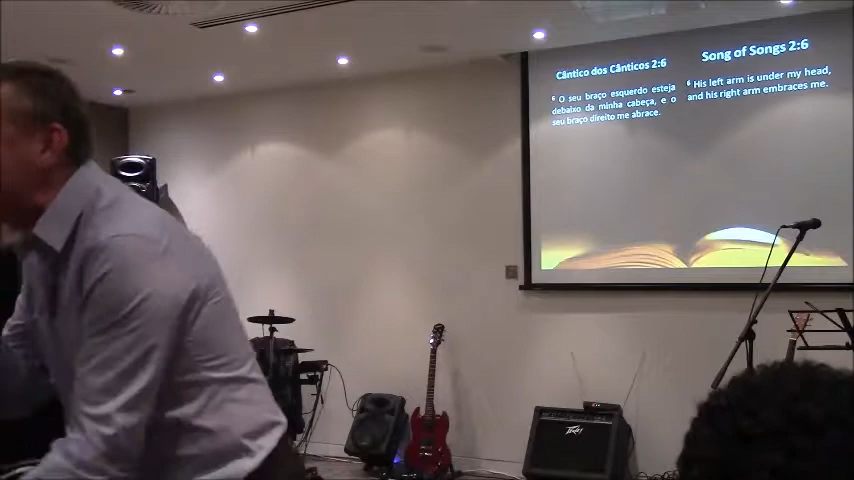 Cântico dos Cânticos 2:6
6 O seu braço esquerdo esteja
debaixo da minha cabeça, e o
seu braço direito me abrace.
Song of Songs 2:6
6 His left arm is under my head,
and his right arm embraces me.
Peavey